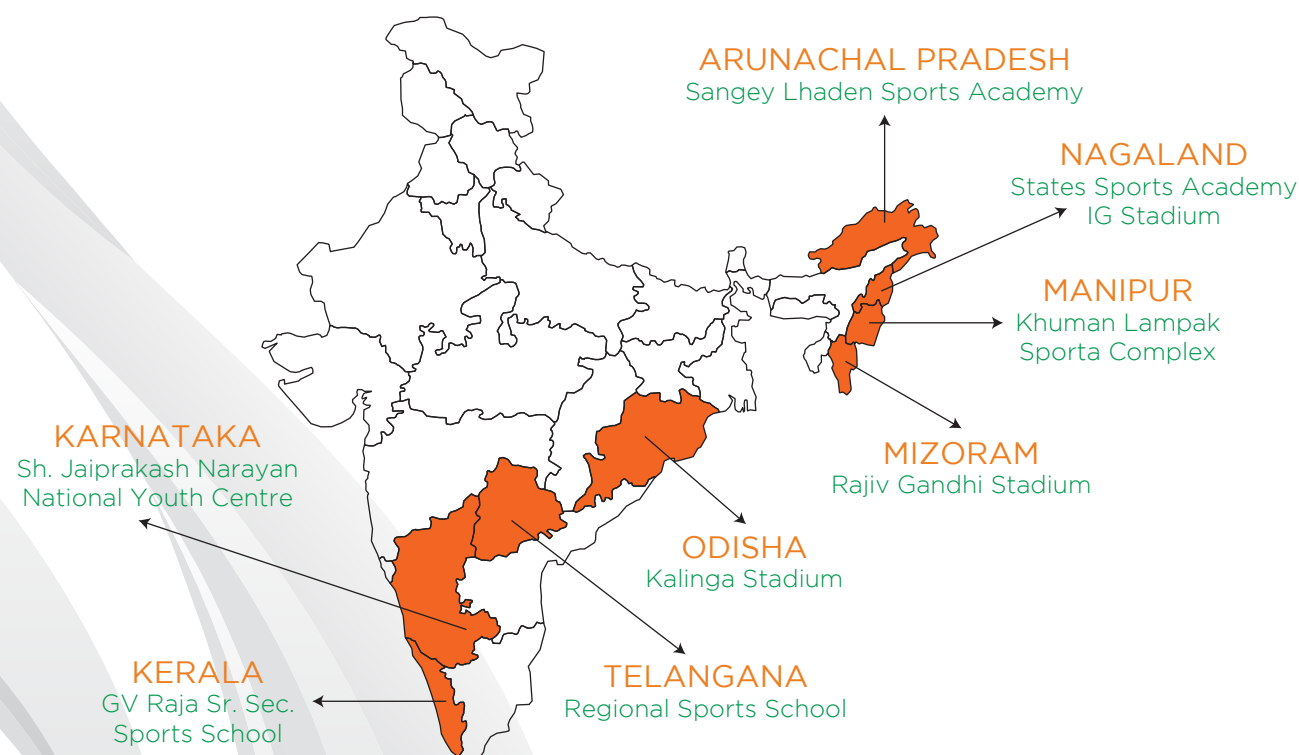 ARUNACHAL PRADESH
Sangey Lhaden Sports Academy
NAGALAND
States Sports Academy
IG Stadium
MANIPUR
Khuman Lampak
Sporta Complex
KARNATAKA
Sh. Jaiprakash Narayan
National Youth Centre
MIZORAM
Rajiv Gandhi Stadium
ODISHA
Kalinga Stadium
KERALA
GV Raja Sr. Sec.
Sports School
TELANGANA
Regional Sports School